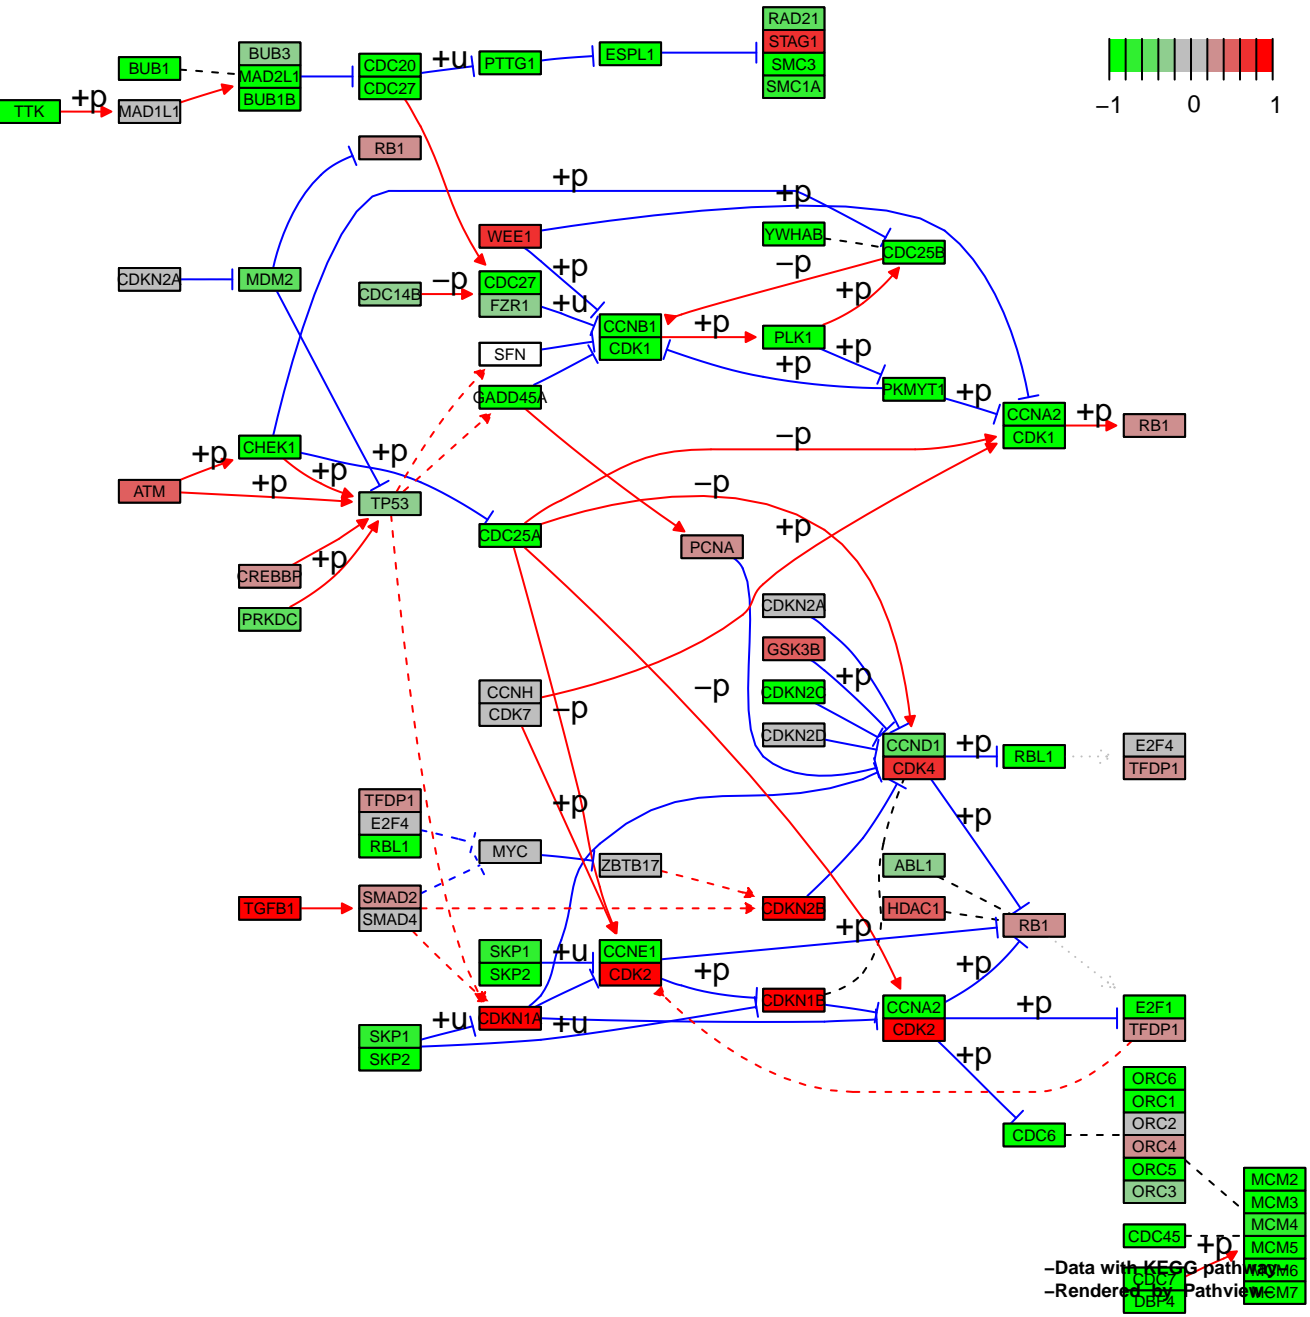 RAD21
STAG1
SMC3
SMC1A
–1 0 1
BUB3
MAD2L1
BUB1B
BUB1
CDC20
CDC27
+u
PTTG1
ESPL1
TTK
+p
MAD1L1
RB1
+p
+p
WEE1
YWHAB
CDC25B
CDKN2A
MDM2
+p
–p
CDC14B
–p
CDC27
FZR1
+u
+p
CCNB1
CDK1
+p
PLK1
+p
SFN
+p
GADD45A
PKMYT1
+p
CCNA2
CDK1
+p
RB1
CHEK1
+p
+p
+p
–p
ATM
+p
TP53
–p
CDC25A
+p
PCNA
CREBBP
+p
PRKDC
CDKN2A
GSK3B
+p
CDKN2C
CDKN2D
CCNH
CDK7
–p
–p
CCND1
CDK4
+p
RBL1
E2F4
TFDP1
TFDP1
E2F4
RBL1
+p
+p
MYC
ZBTB17
ABL1
TGFB1
SMAD2
SMAD4
CDKN2B
HDAC1
RB1
+p
SKP1
SKP2
+u
CCNE1
CDK2
+p
+p
CDKN1B
CDKN1A
+u
+u
SKP1
SKP2
CCNA2
CDK2
+p
E2F1
TFDP1
+p
ORC6
ORC1
ORC2
ORC4
ORC5
ORC3
CDC6
MCM2
MCM3
MCM4
MCM5
MCM6
MCM7
CDC45
+p
CDC7
DBF4
–Data with KEGG pathway–
–Rendered by Pathview–